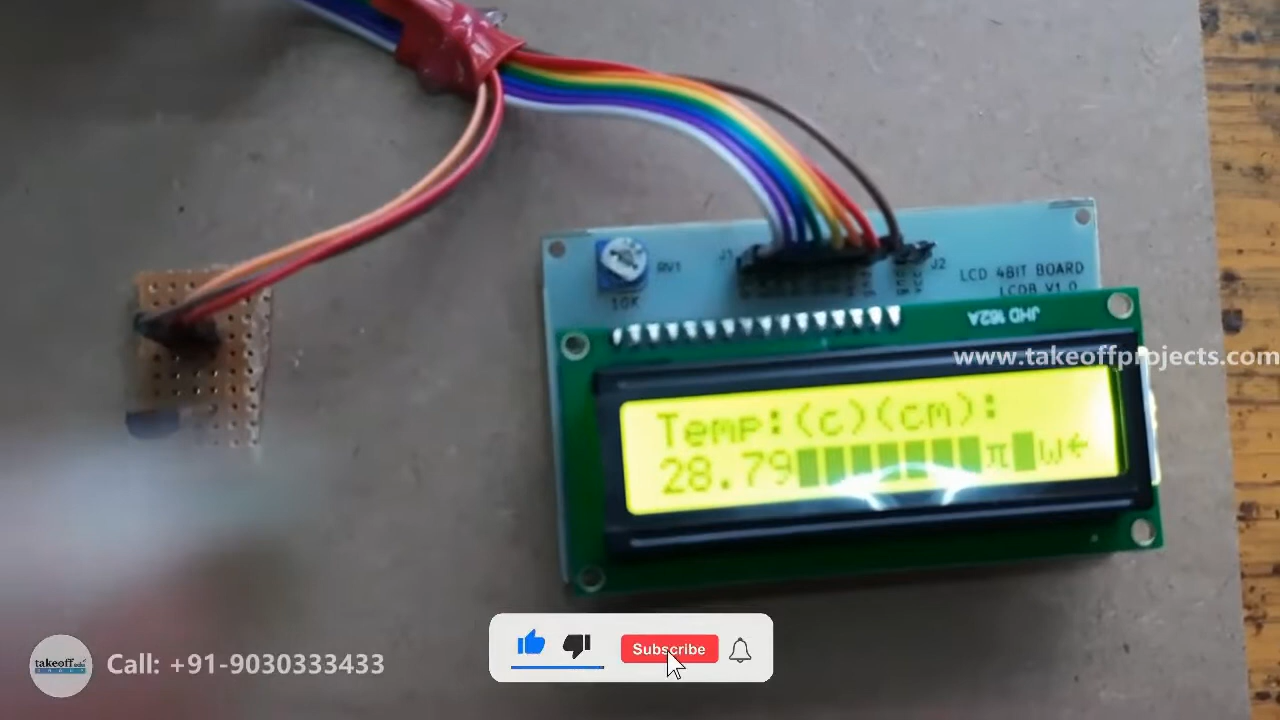 J1
J2
RV1
10K
LCD 4BIT BOARD
LCDB V1.0
JHD 162A
www.takeoffprojects.com
Temp:(c)(cm):
28.79███████π█ω←
takeoff
Call: +91-9030333433
Subscribe